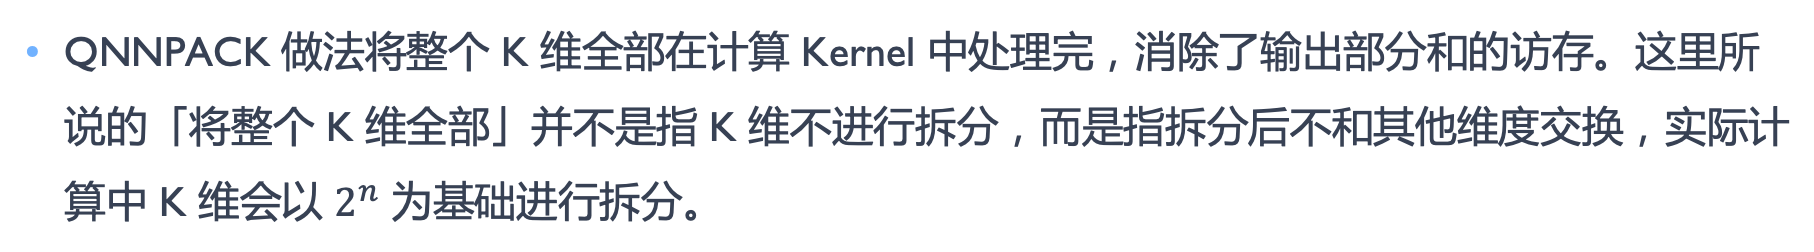 • QNNPACK 做法将整个 K 维全部在计算 Kernel 中处理完，消除了输出部分和的访存。这里所
说的「将整个 K 维全部」并不是指 K 维不进行拆分，而是指拆分后不和其他维度交换，实际计
算中 K 维会以 2ⁿ 为基础进行拆分。